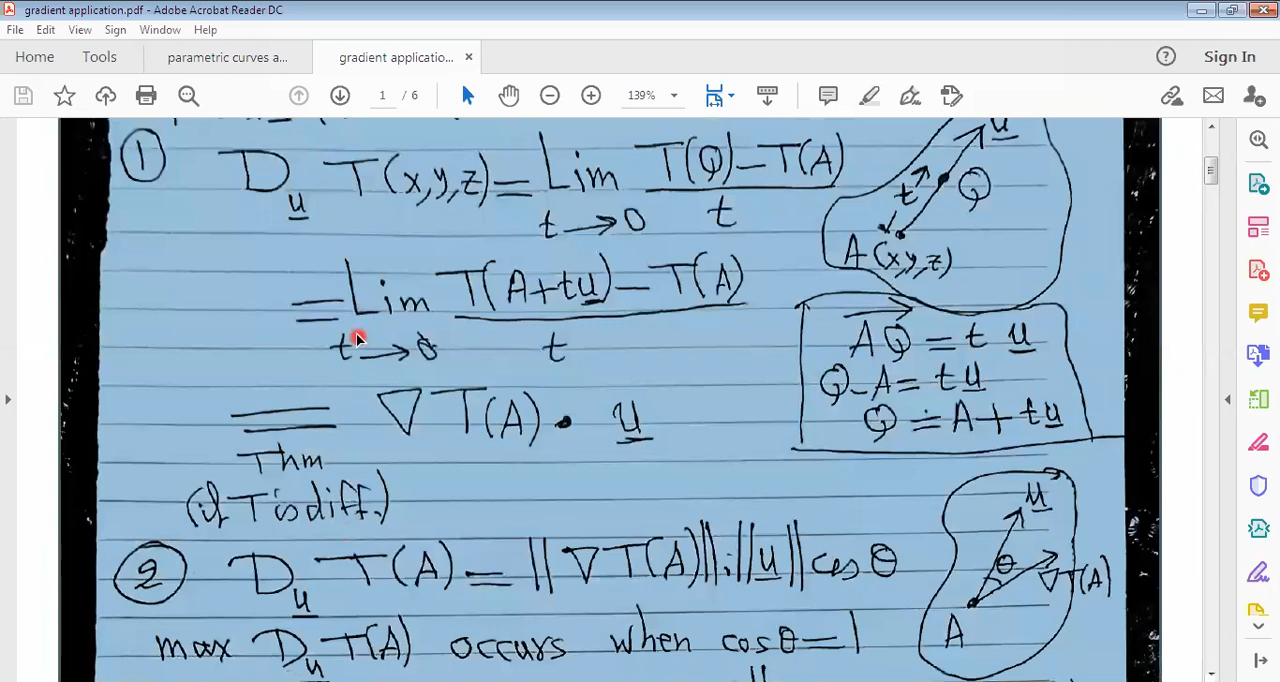 gradient application.pdf - Adobe Acrobat Reader DC
File Edit View Sign Window Help
Home Tools parametric curves a... gradient applicatio... × Sign In
1 / 6 139%
① D_u T(x,y,z) = Lim T(Q) – T(A)
t → 0 t
u
t Q
A(x,y,z)
= Lim T(A+tu) – T(A)
t → 0 t
AQ = t u
Q - A = t u
Q = A + tu
= ∇T(A) • u
Thm
(if T is diff.)
② D_u T(A) = ||∇T(A)|| . ||u|| cos θ
u
θ
∇T(A)
A
max D_u T(A) occurs when cosθ = 1